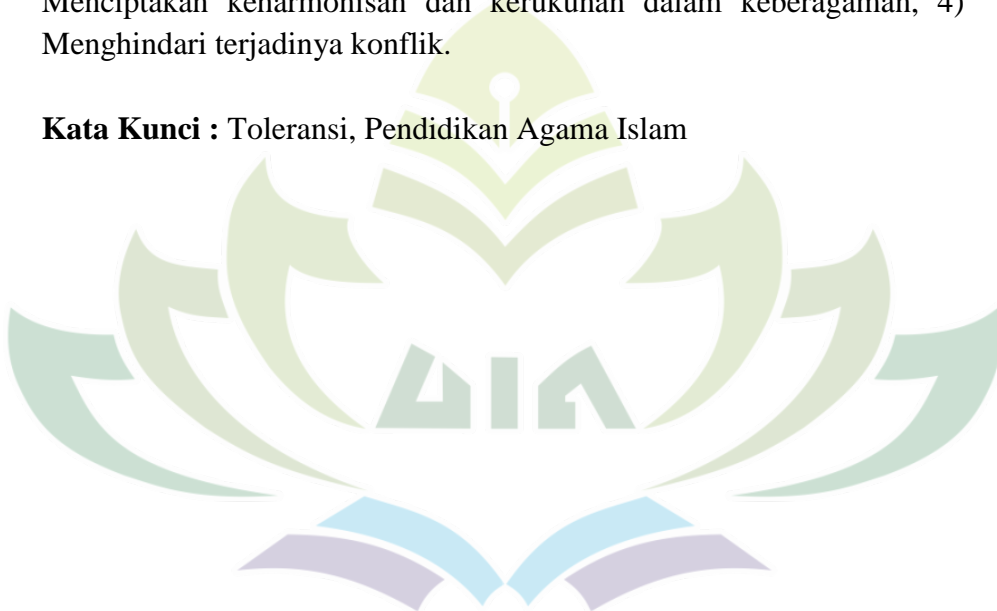 Menciptakan keharmonisan dan kerukunan dalam keberagaman, 4)
Menghindari terjadinya konflik.
Kata Kunci : Toleransi, Pendidikan Agama Islam